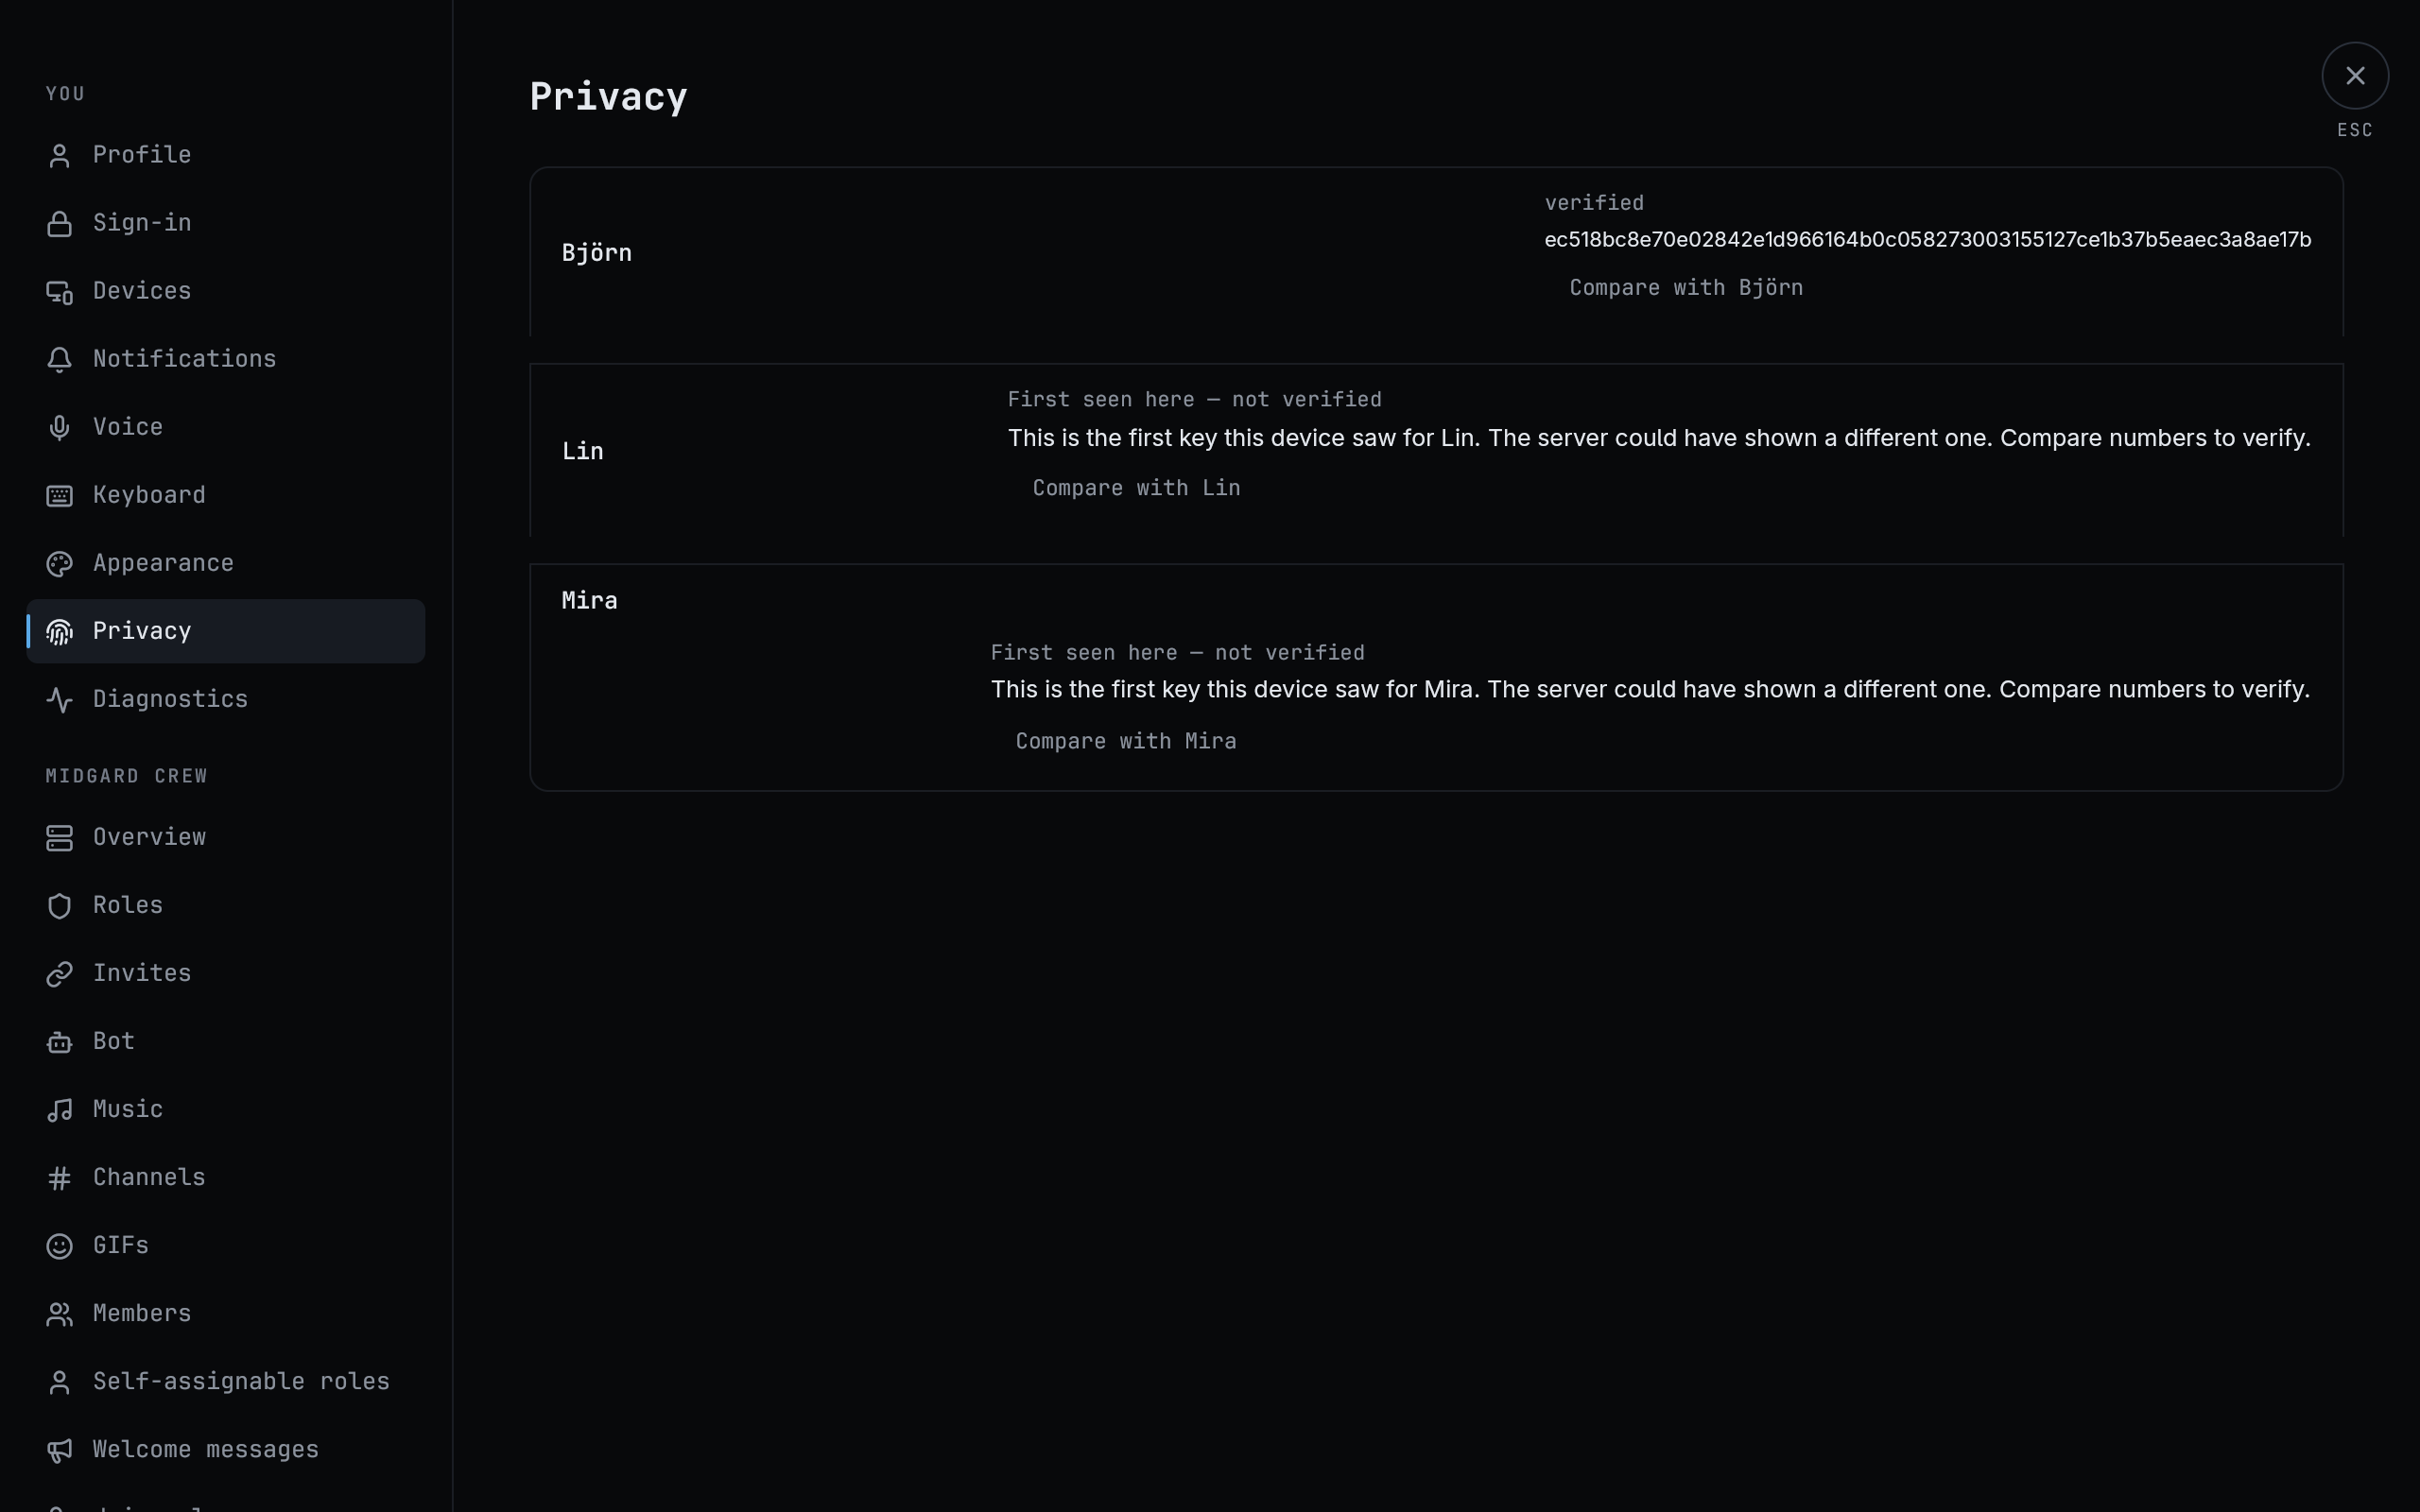 YOU
Profile
Sign-in
Devices
Notifications
Voice
Keyboard
Appearance
Privacy
Diagnostics
MIDGARD CREW
Overview
Roles
Invites
Bot
Music
Channels
GIFs
Members
Self-assignable roles
Welcome messages
Privacy
ESC
Björn
verified
ec518bc8e70e02842e1d966164b0c058273003155127ce1b37b5eaec3a8ae17b
Compare with Björn
Lin
First seen here — not verified
This is the first key this device saw for Lin. The server could have shown a different one. Compare numbers to verify.
Compare with Lin
Mira
First seen here — not verified
This is the first key this device saw for Mira. The server could have shown a different one. Compare numbers to verify.
Compare with Mira